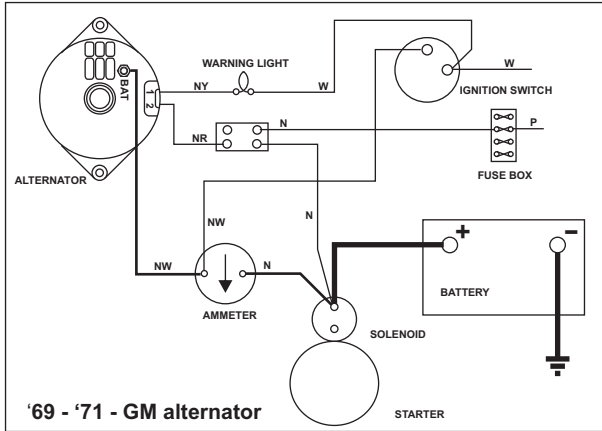 WARNING LIGHT
BAT
1
2
NY
W
W
IGNITION SWITCH
NR
N
P
FUSE BOX
ALTERNATOR
NW
N
NW
N
AMMETER
+
-
BATTERY
SOLENOID
STARTER
'69 - '71 - GM alternator